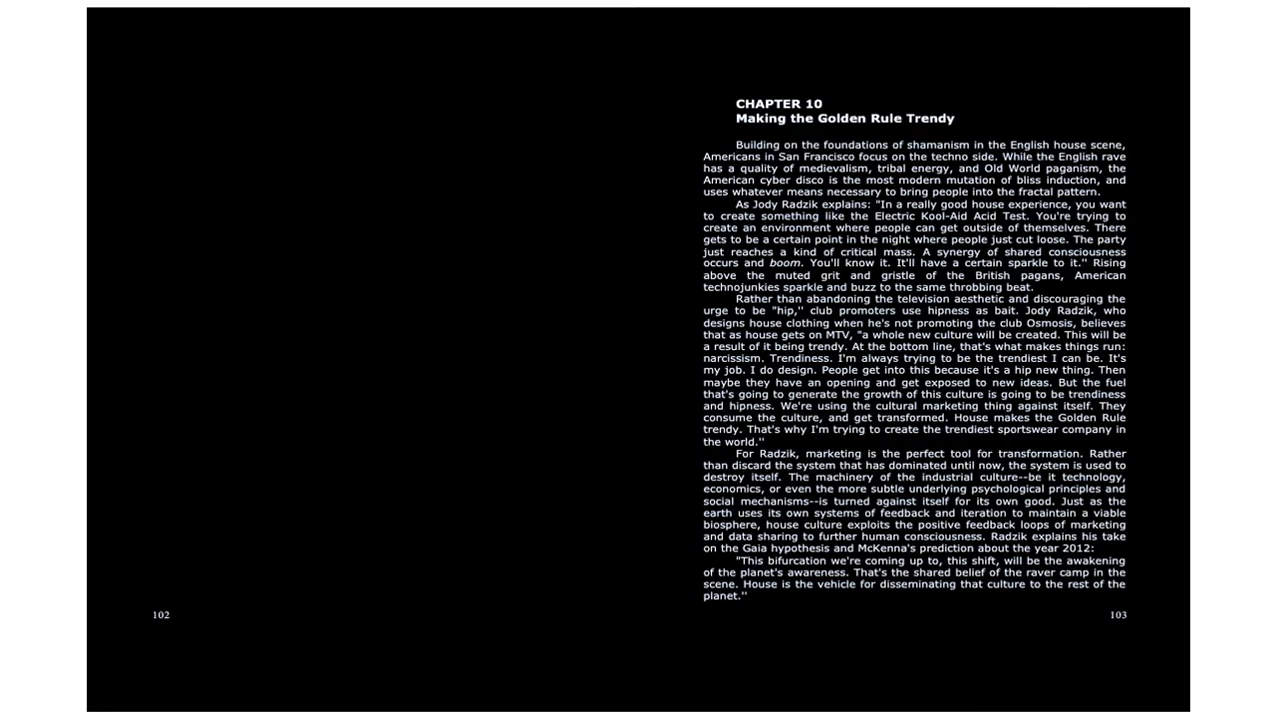 CHAPTER 10
Making the Golden Rule Trendy
Building on the foundations of shamanism in the English house scene,
Americans in San Francisco focus on the techno side. While the English rave
has a quality of medievalism, tribal energy, and Old World paganism, the
American cyber disco is the most modern mutation of bliss induction, and
uses whatever means necessary to bring people into the fractal pattern.
As Jody Radzik explains: "In a really good house experience, you want
to create something like the Electric Kool-Aid Acid Test. You're trying to
create an environment where people can get outside of themselves. There
gets to be a certain point in the night where people just cut loose. The party
just reaches a kind of critical mass. A synergy of shared consciousness
occurs and boom. You'll know it. It'll have a certain sparkle to it.'' Rising
above the muted grit and gristle of the British pagans, American
technojunkies sparkle and buzz to the same throbbing beat.
Rather than abandoning the television aesthetic and discouraging the
urge to be "hip,'' club promoters use hipness as bait. Jody Radzik, who
designs house clothing when he's not promoting the club Osmosis, believes
that as house gets on MTV, "a whole new culture will be created. This will be
a result of it being trendy. At the bottom line, that's what makes things run:
narcissism. Trendiness. I'm always trying to be the trendiest I can be. It's
my job. I do design. People get into this because it's a hip new thing. Then
maybe they have an opening and get exposed to new ideas. But the fuel
that's going to generate the growth of this culture is going to be trendiness
and hipness. We're using the cultural marketing thing against itself. They
consume the culture, and get transformed. House makes the Golden Rule
trendy. That's why I'm trying to create the trendiest sportswear company in
the world.''
For Radzik, marketing is the perfect tool for transformation. Rather
than discard the system that has dominated until now, the system is used to
destroy itself. The machinery of the industrial culture--be it technology,
economics, or even the more subtle underlying psychological principles and
social mechanisms--is turned against itself for its own good. Just as the
earth uses its own systems of feedback and iteration to maintain a viable
biosphere, house culture exploits the positive feedback loops of marketing
and data sharing to further human consciousness. Radzik explains his take
on the Gaia hypothesis and McKenna's prediction about the year 2012:
"This bifurcation we're coming up to, this shift, will be the awakening
of the planet's awareness. That's the shared belief of the raver camp in the
scene. House is the vehicle for disseminating that culture to the rest of the
planet.''
102
103